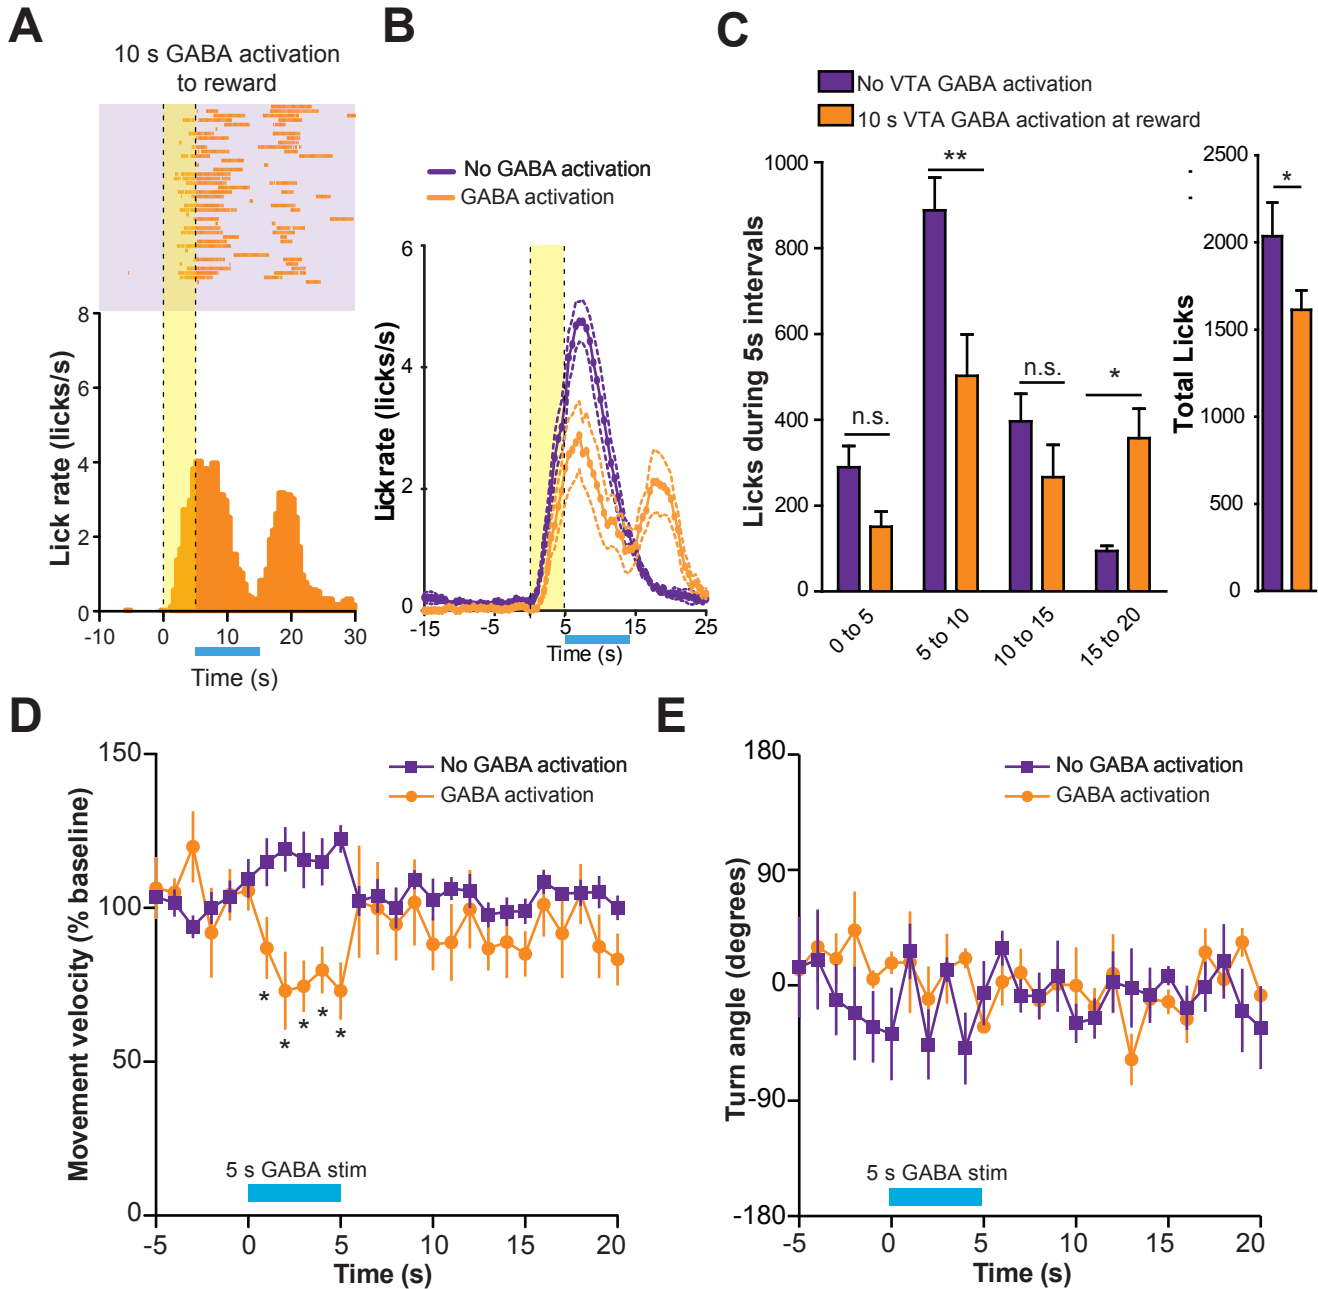 A
10 s GABA activation
to reward
Lick rate (licks/s)
8
6
4
2
0
-10
0
10
20
30
Time (s)
B
No GABA activation
GABA activation
Lick rate (licks/s)
6
4
2
0
-15
-5
5
15
25
Time (s)
C
No VTA GABA activation
10 s VTA GABA activation at reward
Licks during 5s intervals
1000
800
600
400
200
0
n.s.
**
n.s.
*
0 to 5
5 to 10
10 to 15
15 to 20
Total Licks
2500
2000
1500
1000
500
0
*
D
Movement velocity (% baseline)
150
100
50
0
No GABA activation
GABA activation
*
*
*
*
*
5 s GABA stim
-5
0
5
10
15
20
Time (s)
E
Turn angle (degrees)
180
90
0
-90
-180
No GABA activation
GABA activation
5 s GABA stim
-5
0
5
10
15
20
Time (s)